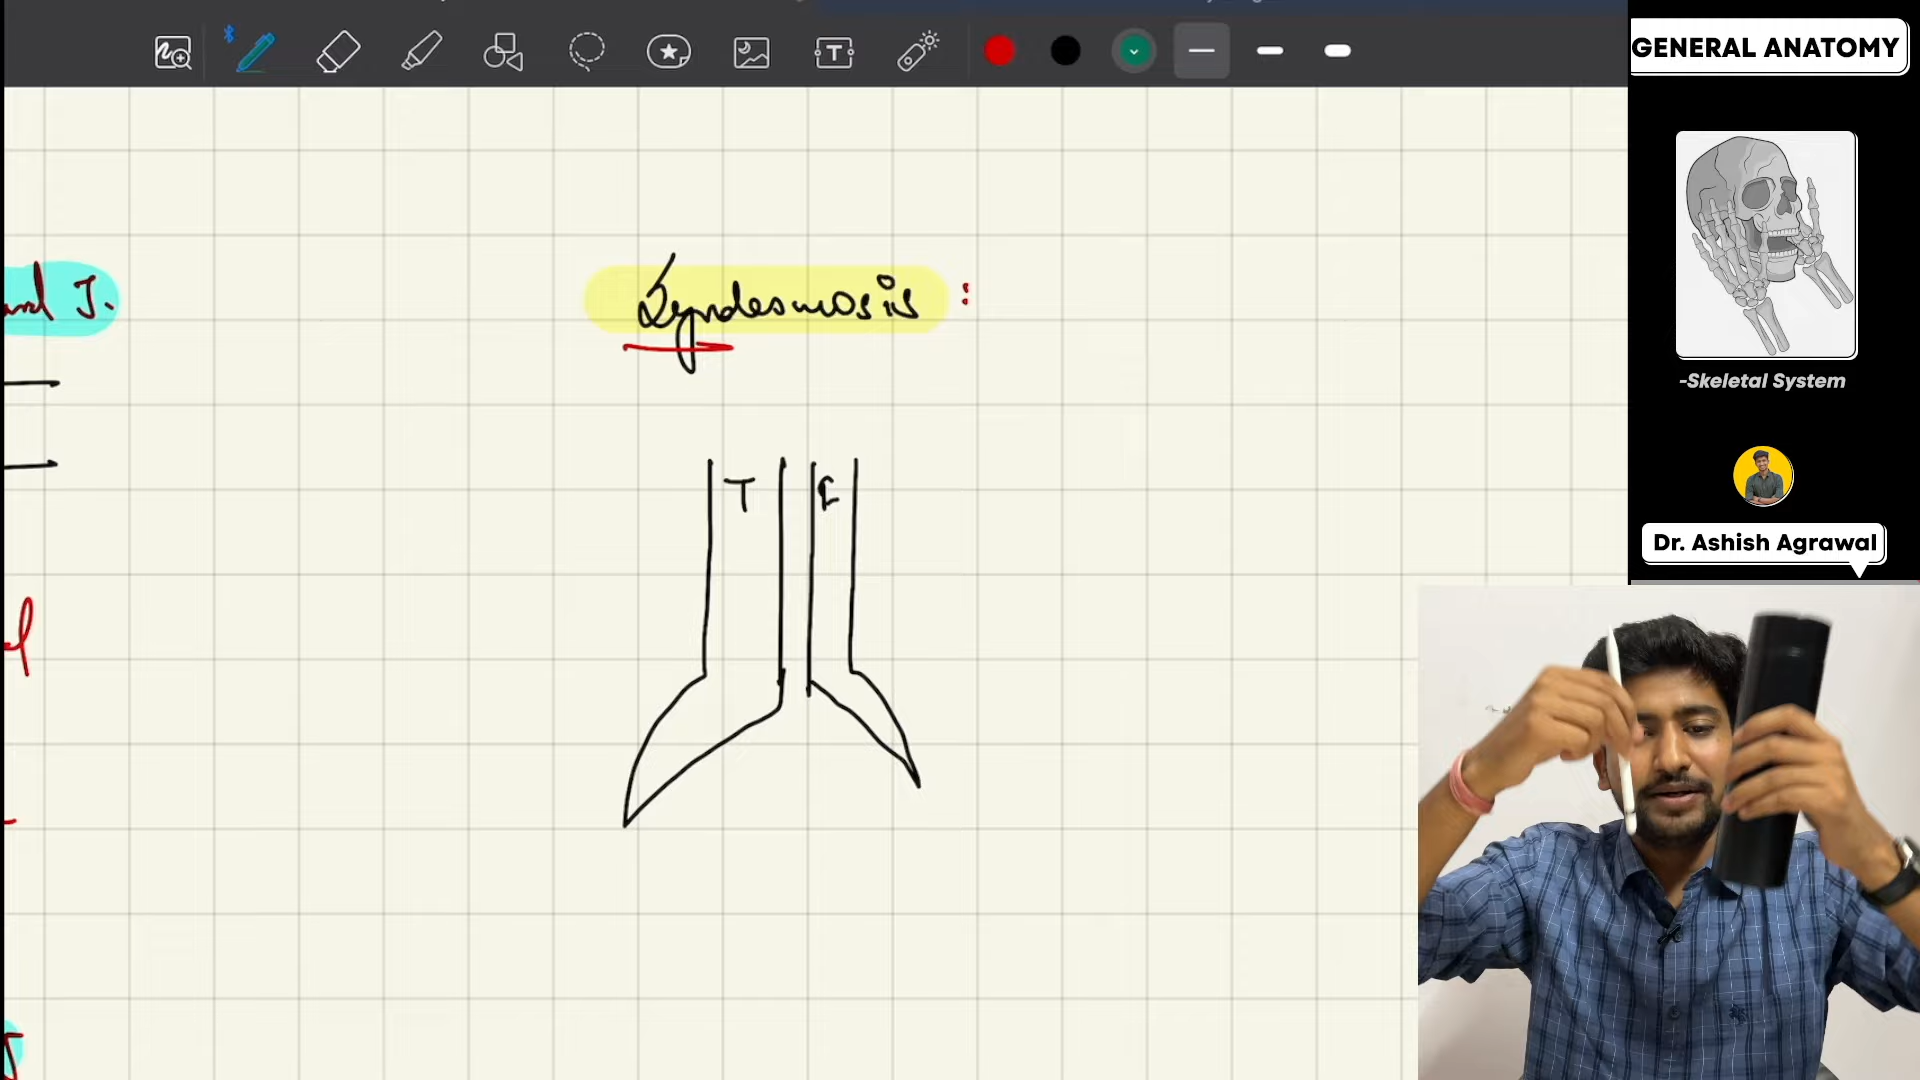 GENERAL ANATOMY
-Skeletal System
Dr. Ashish Agrawal
Syndesmosis :
T F
J.
T